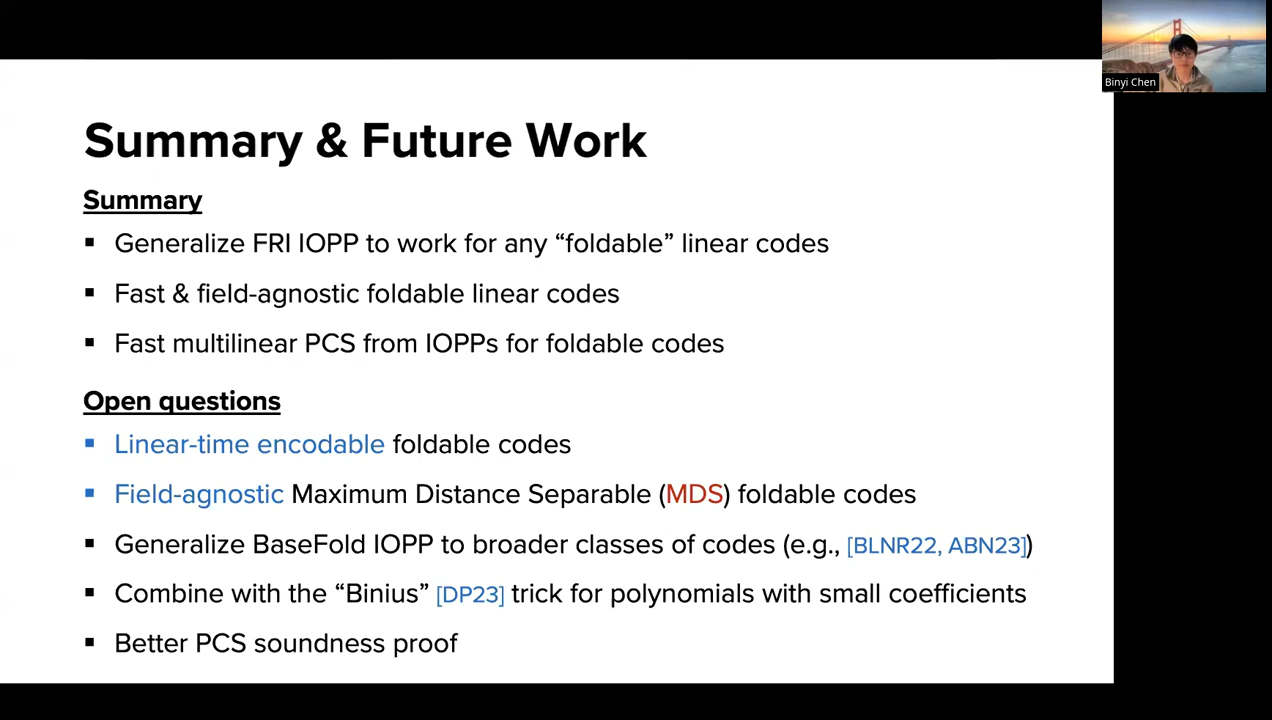 Binyi Chen
Summary & Future Work
Summary
▪ Generalize FRI IOPP to work for any “foldable” linear codes
▪ Fast & field-agnostic foldable linear codes
▪ Fast multilinear PCS from IOPPs for foldable codes
Open questions
▪ Linear-time encodable foldable codes
▪ Field-agnostic Maximum Distance Separable (MDS) foldable codes
▪ Generalize BaseFold IOPP to broader classes of codes (e.g., [BLNR22, ABN23])
▪ Combine with the “Binius” [DP23] trick for polynomials with small coefficients
▪ Better PCS soundness proof